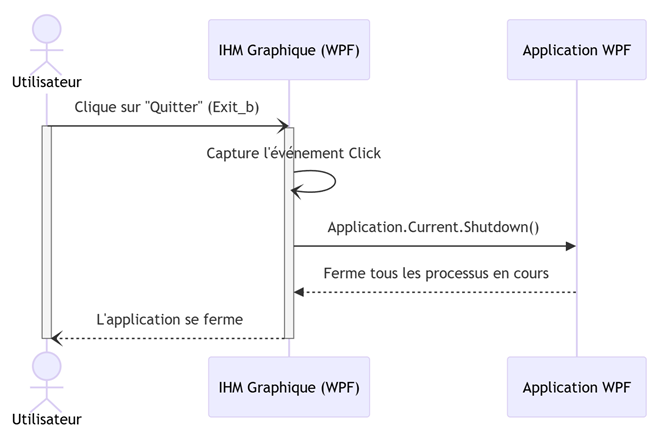 Utilisateur
IHM Graphique (WPF)
Application WPF
Clique sur "Quitter" (Exit_b)
Capture l'événement Click
Application.Current.Shutdown()
Ferme tous les processus en cours
L'application se ferme
Utilisateur
IHM Graphique (WPF)
Application WPF